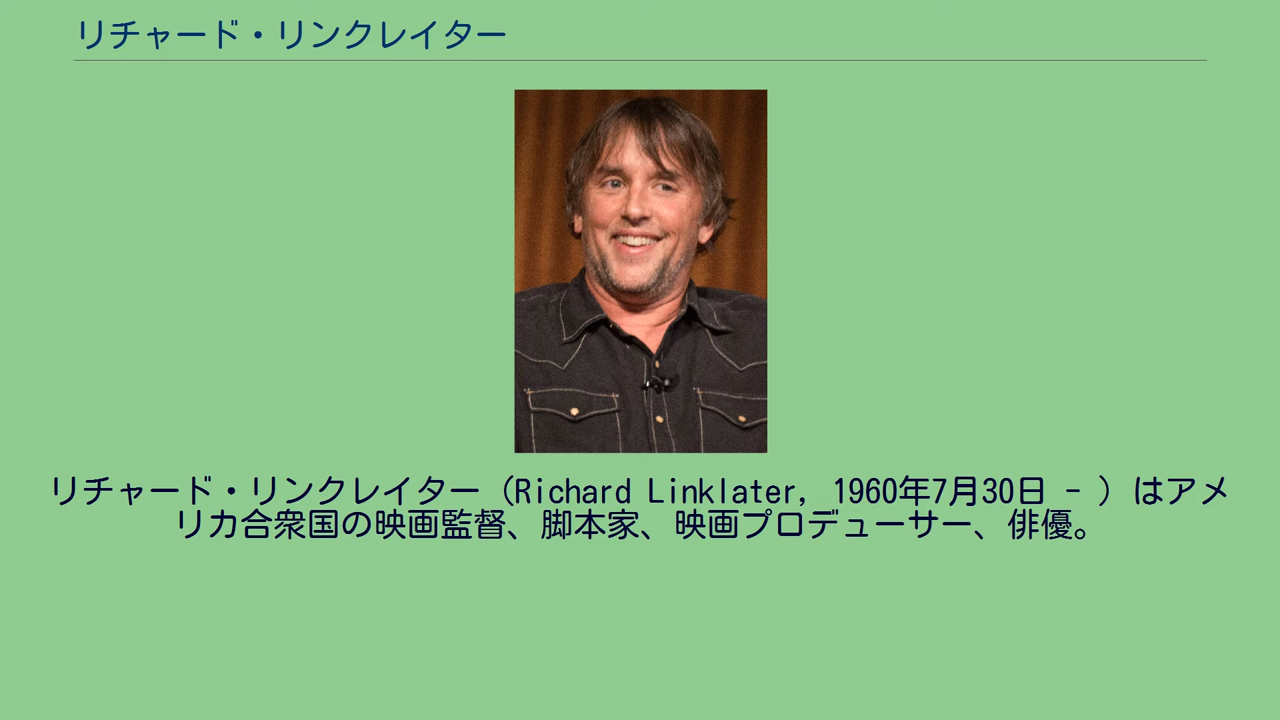 リチャード・リンクレイター
リチャード・リンクレイター（Richard Linklater, 1960年7月30日 - ）はアメ
リカ合衆国の映画監督、脚本家、映画プロデューサー、俳優。